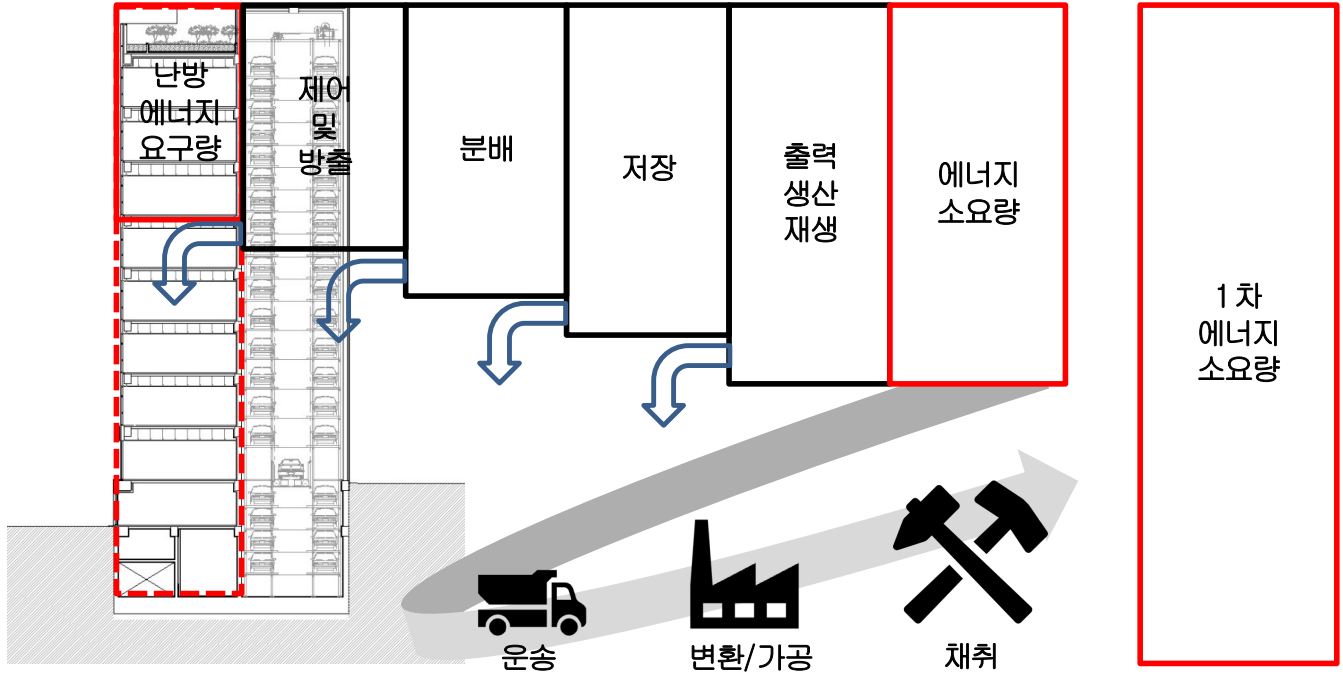 난방
에너지
요구량
제어
및
방출
분배
저장
출력
생산
재생
에너지
소요량
1차
에너지
소요량
운송
변환/가공
채취